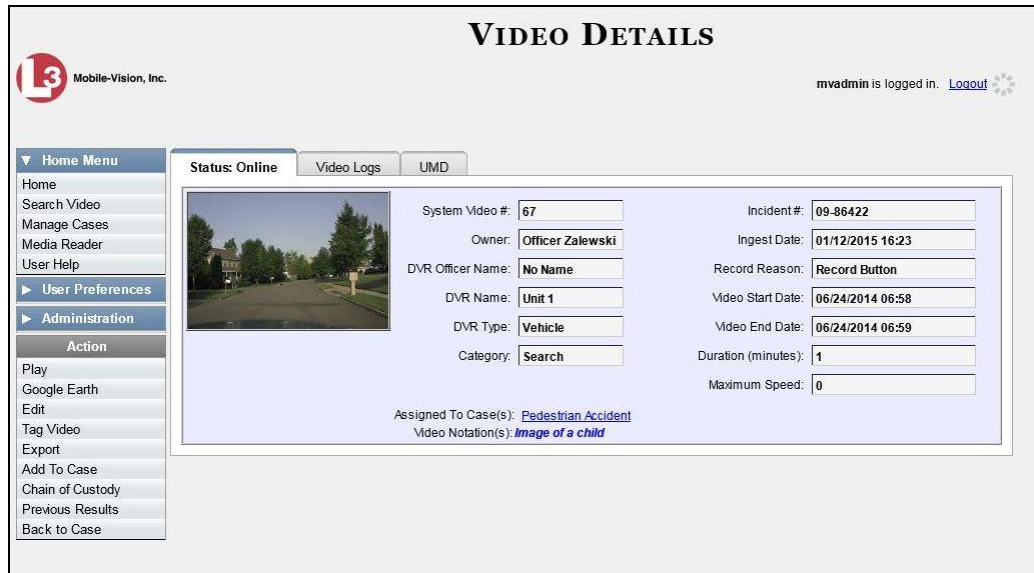 VIDEO DETAILS
L3 Mobile-Vision, Inc.
mvadmin is logged in. Logout
▼ Home Menu
Home
Search Video
Manage Cases
Media Reader
User Help
▶ User Preferences
▶ Administration
Action
Play
Google Earth
Edit
Tag Video
Export
Add To Case
Chain of Custody
Previous Results
Back to Case
Status: Online
Video Logs
UMD
System Video #: 67
Owner: Officer Zalewski
DVR Officer Name: No Name
DVR Name: Unit 1
DVR Type: Vehicle
Category: Search
Incident #: 09-86422
Ingest Date: 01/12/2015 16:23
Record Reason: Record Button
Video Start Date: 06/24/2014 06:58
Video End Date: 06/24/2014 06:59
Duration (minutes): 1
Maximum Speed: 0
Assigned To Case(s): Pedestrian Accident
Video Notation(s): Image of a child